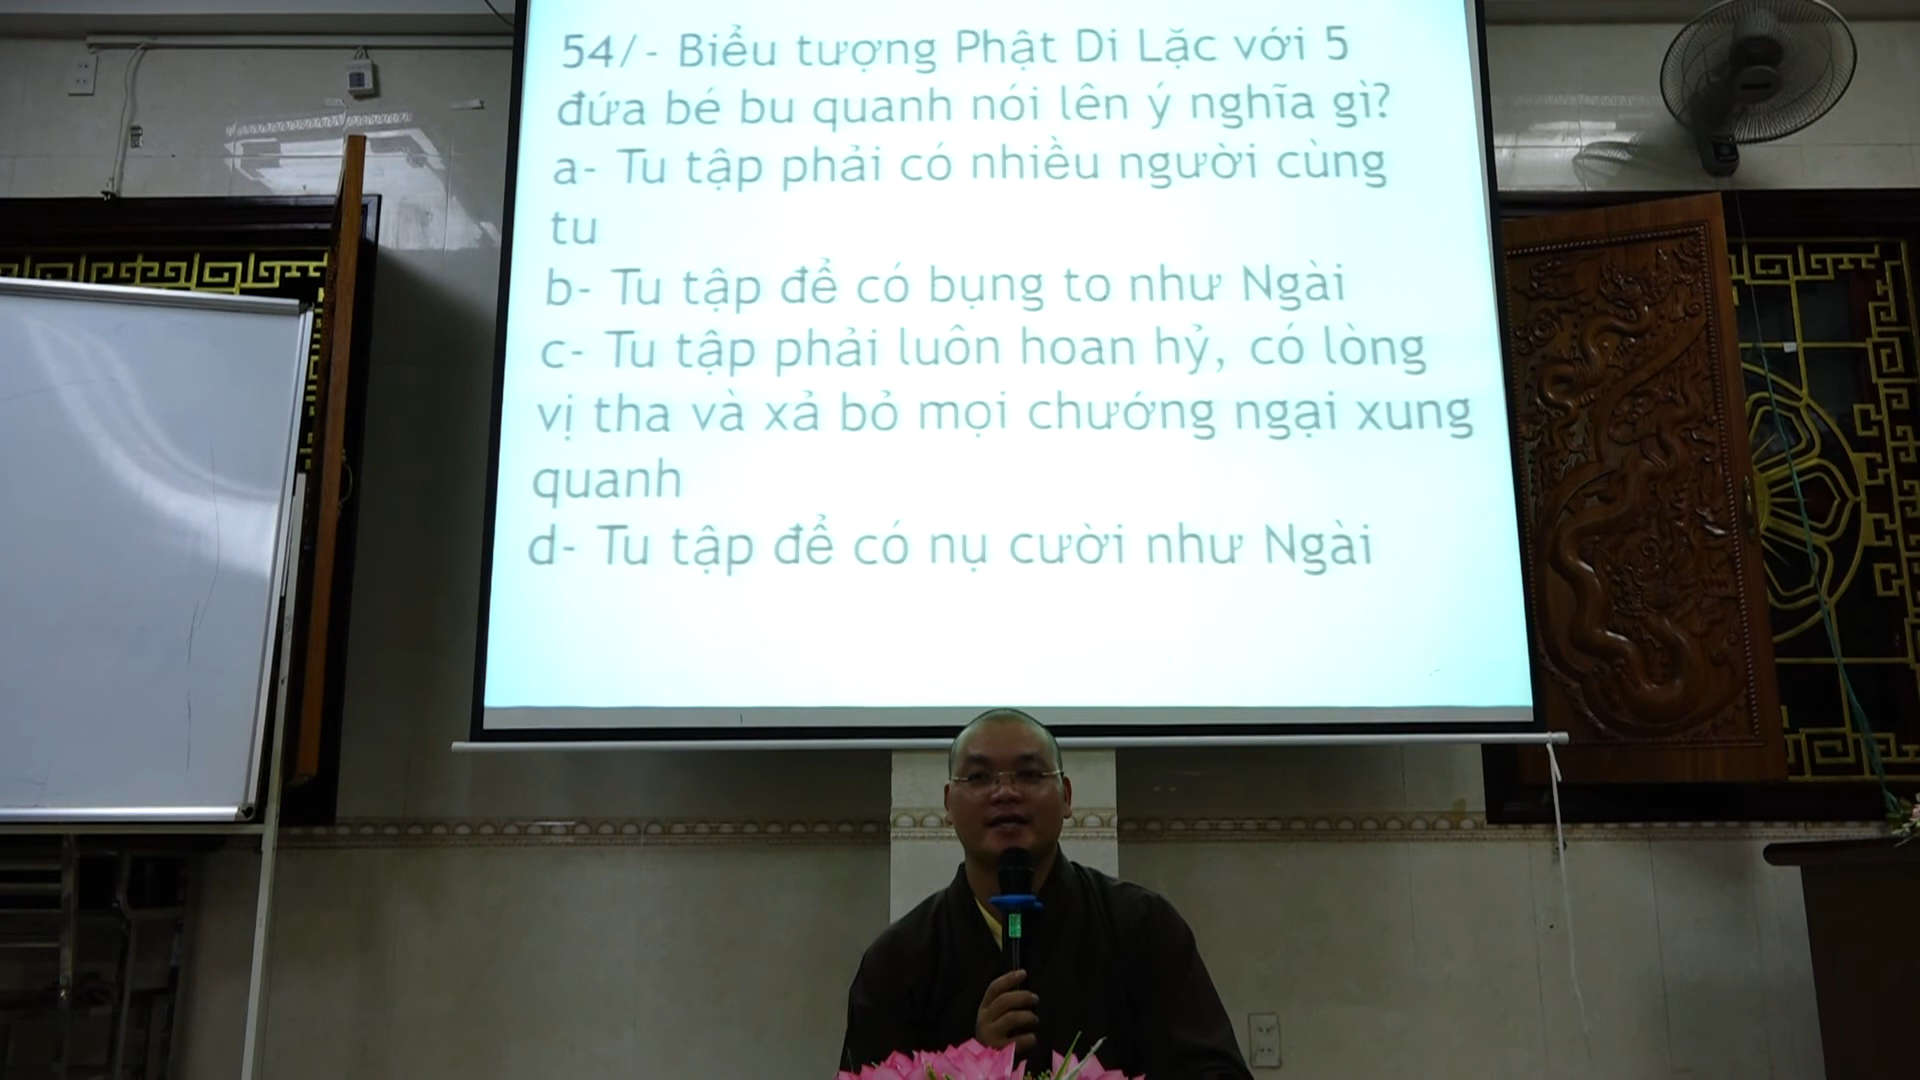 54/- Biểu tượng Phật Di Lặc với 5
đứa bé bu quanh nói lên ý nghĩa gì?
a- Tu tập phải có nhiều người cùng
tu
b- Tu tập để có bụng to như Ngài
c- Tu tập phải luôn hoan hỷ, có lòng
vị tha và xả bỏ mọi chướng ngại xung
quanh
d- Tu tập để có nụ cười như Ngài